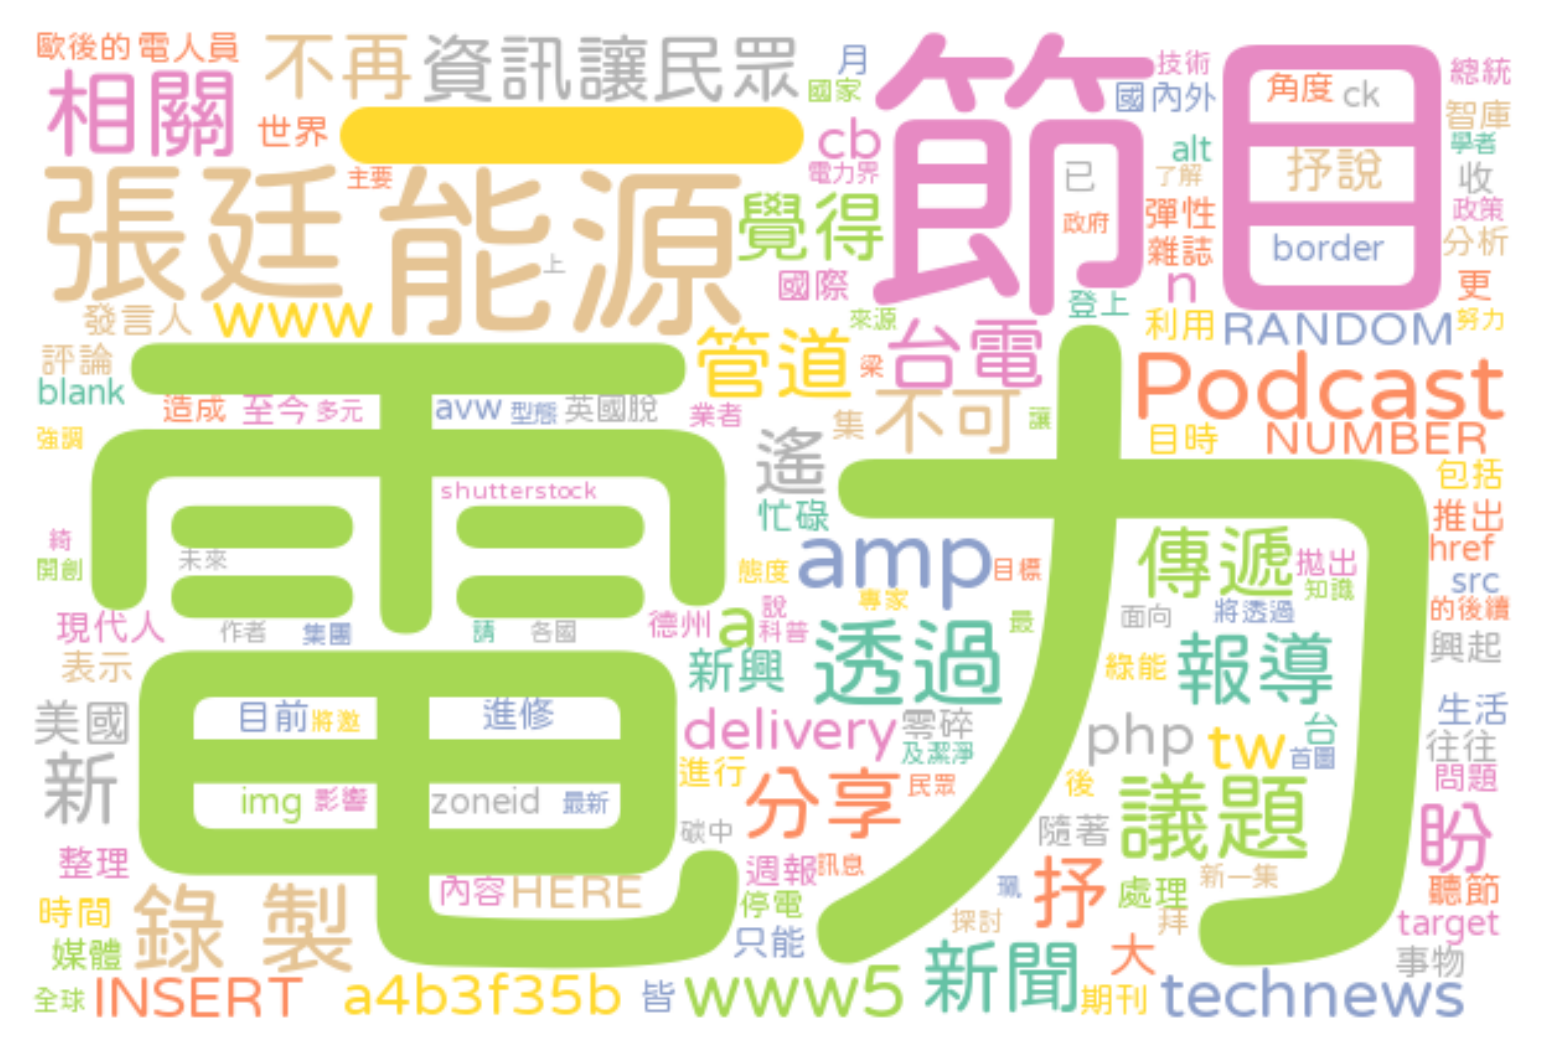 歐後的 電人員
不再 資訊讓民眾
月
技術
總統
相關
國家
國內外
角度 ck
智庫
世界
一
cb
alt
學者
節目
抒說
收
張廷 能源
主要
電力界
已
了解
政策
覺得
政府
彈性
分析
上
雜誌
border
國際
n
更
發言人 www
來源
登上
利用 RANDOM 努力
評論
管道
梁
台電
blank
Podcast
造成 至今 多元
avw 型態 英國脫
業者
集 不可 讓
強調
目時 NUMBER
電力
遙
包括
shutterstock
忙碌
推出
綺
未來
amp
傳遞
拋出
href
開創
態度
目標
知識
src
專家
現代人
作者 集團
請 各國
德州 a 說
科普
最
面向 將透過
的後續
表示
新興 透過
綠能 報導
興起
美國
目前 將邀
進修
delivery 零碎
php tw 台
生活
及潔淨
首圖
往往
新
進行
分享 民眾
後 議題
問題
img 影響
zoneid 最新
碳中
隨著
盼
整理
週報 訊息
新一集
錄 製
內容 HERE
珮 抒 處理
聽節
時間
停電
探討
拜
target
媒體
只能
新聞
大
事物
全球 INSERT
a4b3f35b
皆 www5
期刊 technews